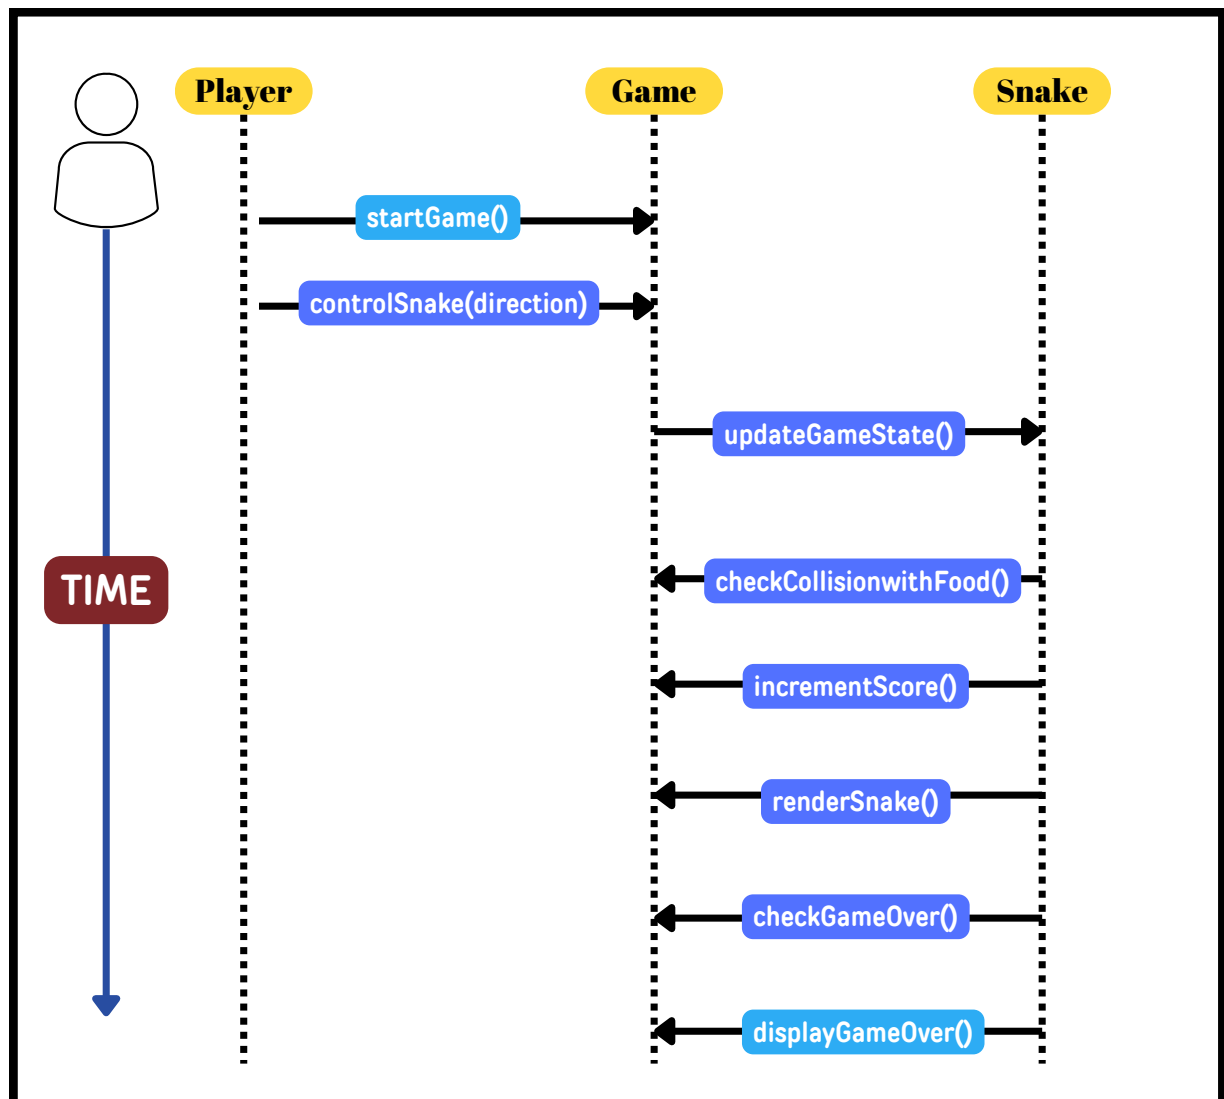 Player
Game
Snake
startGame()
controlSnake(direction)
updateGameState()
checkCollisionwithFood()
TIME
incrementScore()
renderSnake()
checkGameOver()
displayGameOver()